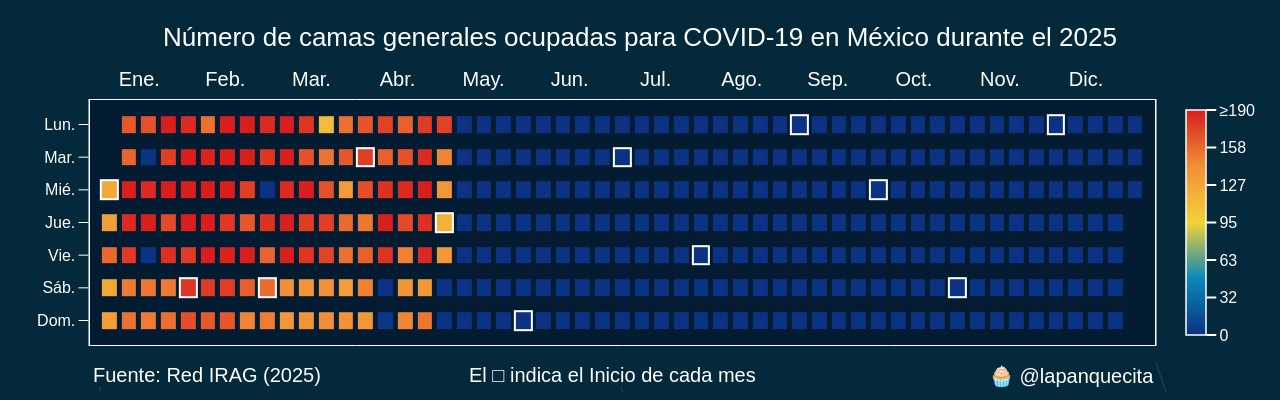 Número de camas generales ocupadas para COVID-19 en México durante el 2025
Ene. Feb. Mar. Abr. May. Jun. Jul. Ago. Sep. Oct. Nov. Dic.
Lun.
Mar.
Mié.
Jue.
Vie.
Sáb.
Dom.
≥190
158
127
95
63
32
0
Fuente: Red IRAG (2025)
El □ indica el Inicio de cada mes
🧁 @lapanquecita